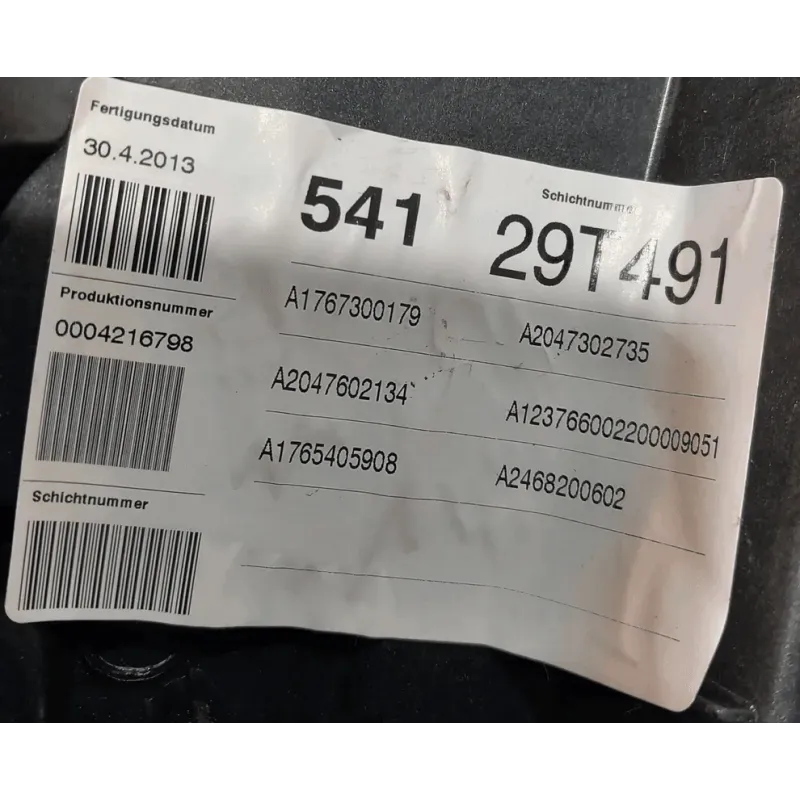 Fertigungsdatum
30.4.2013
Produktionsnummer
0004216798
Schichtnummer
541
Schichtnummer
29T491
A1767300179
A2047302735
A2047602134
A123766002200009051
A1765405908
A2468200602